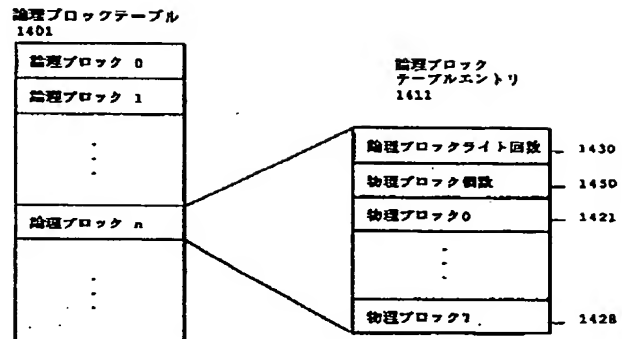 論理ブロックテーブル
1401
論理ブロック 0
論理ブロック 1
論理ブロック n
論理ブロック
テーブルエントリ
1411
論理ブロックライト回数 1430
物理ブロック個数 1450
物理ブロック0 1421
物理ブロック7 1428